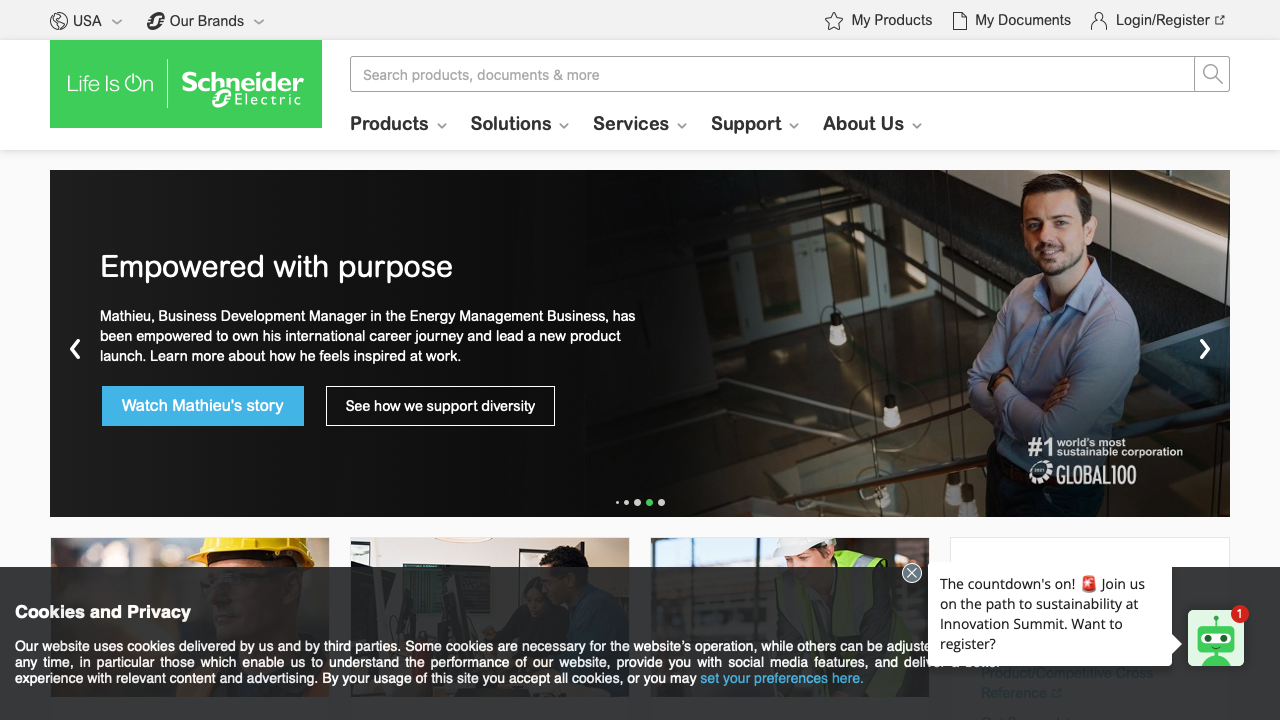 USA
Our Brands
My Products
My Documents
Login/Register
Life Is On
Schneider
Electric
Search products, documents & more
Products
Solutions
Services
Support
About Us
Empowered with purpose
Mathieu, Business Development Manager in the Energy Management Business, has
been empowered to own his international career journey and lead a new product
launch. Learn more about how he feels inspired at work.
Watch Mathieu's story
See how we support diversity
#1 world's most
sustainable corporation
GLOBAL100
The countdown's on! 🚨 Join us
on the path to sustainability at
Innovation Summit. Want to
register?
1
Cookies and Privacy
Our website uses cookies delivered by us and by third parties. Some cookies are necessary for the website's operation, while others can be
any time, in particular those which enable us to understand the performance of our website, provide you with social media features, and
experience with relevant content and advertising. By your usage of this site you accept all cookies, or you may set your preferences here.
Product/Competitive Cross
Reference